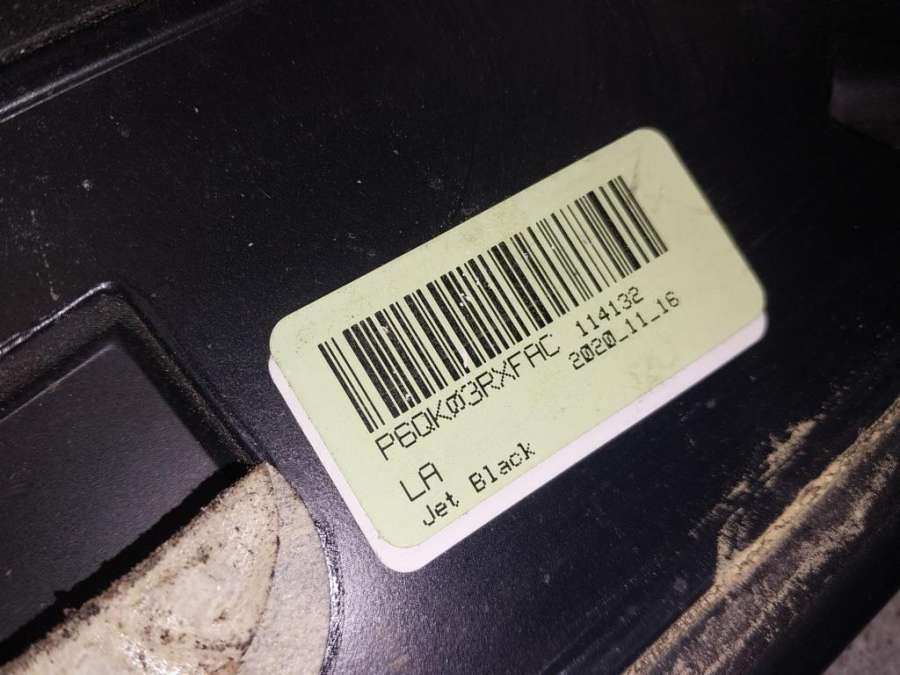 P6QK03RXFAC 114132
2020_11_16
LA
Jet Black